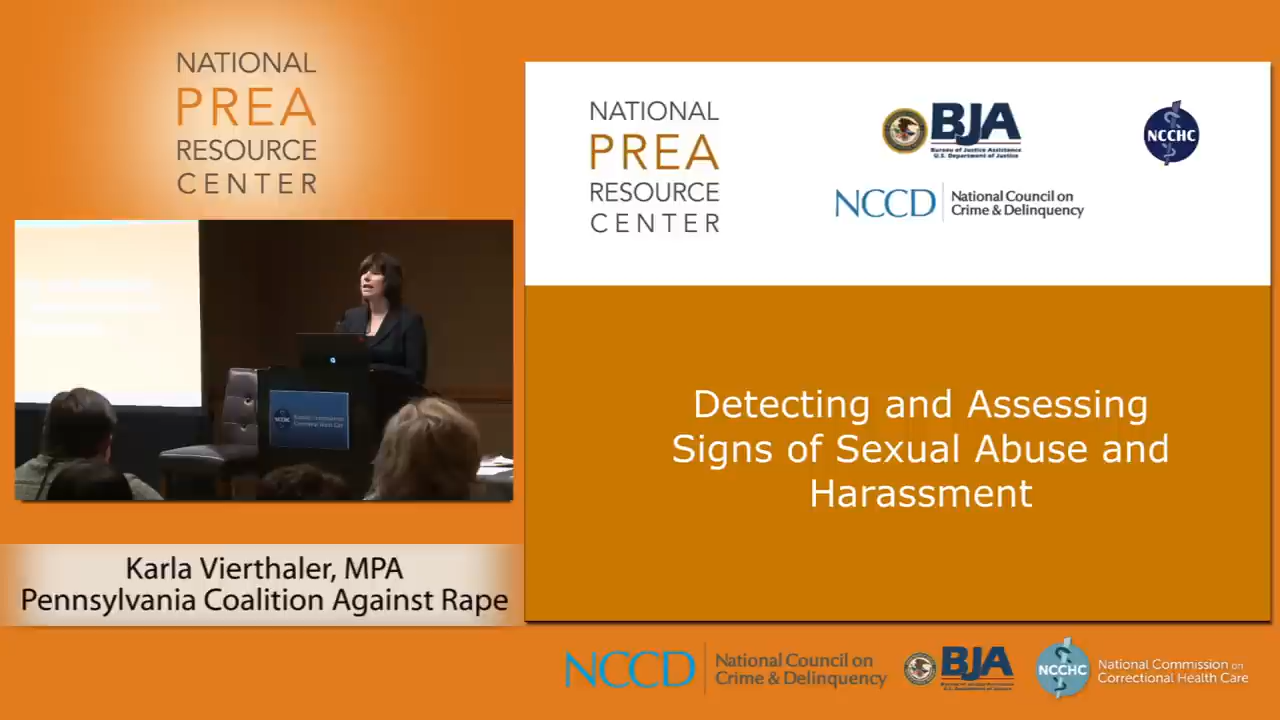 NATIONAL
PREA
RESOURCE
CENTER
Karla Vierthaler, MPA
Pennsylvania Coalition Against Rape
NATIONAL
PREA
RESOURCE
CENTER
BJA
Bureau of Justice Assistance
U.S. Department of Justice
NCCHC
NCCD
National Council on
Crime & Delinquency
Detecting and Assessing
Signs of Sexual Abuse and
Harassment
NCCD
National Council on
Crime & Delinquency
BJA
NCCHC
National Commission on
Correctional Health Care